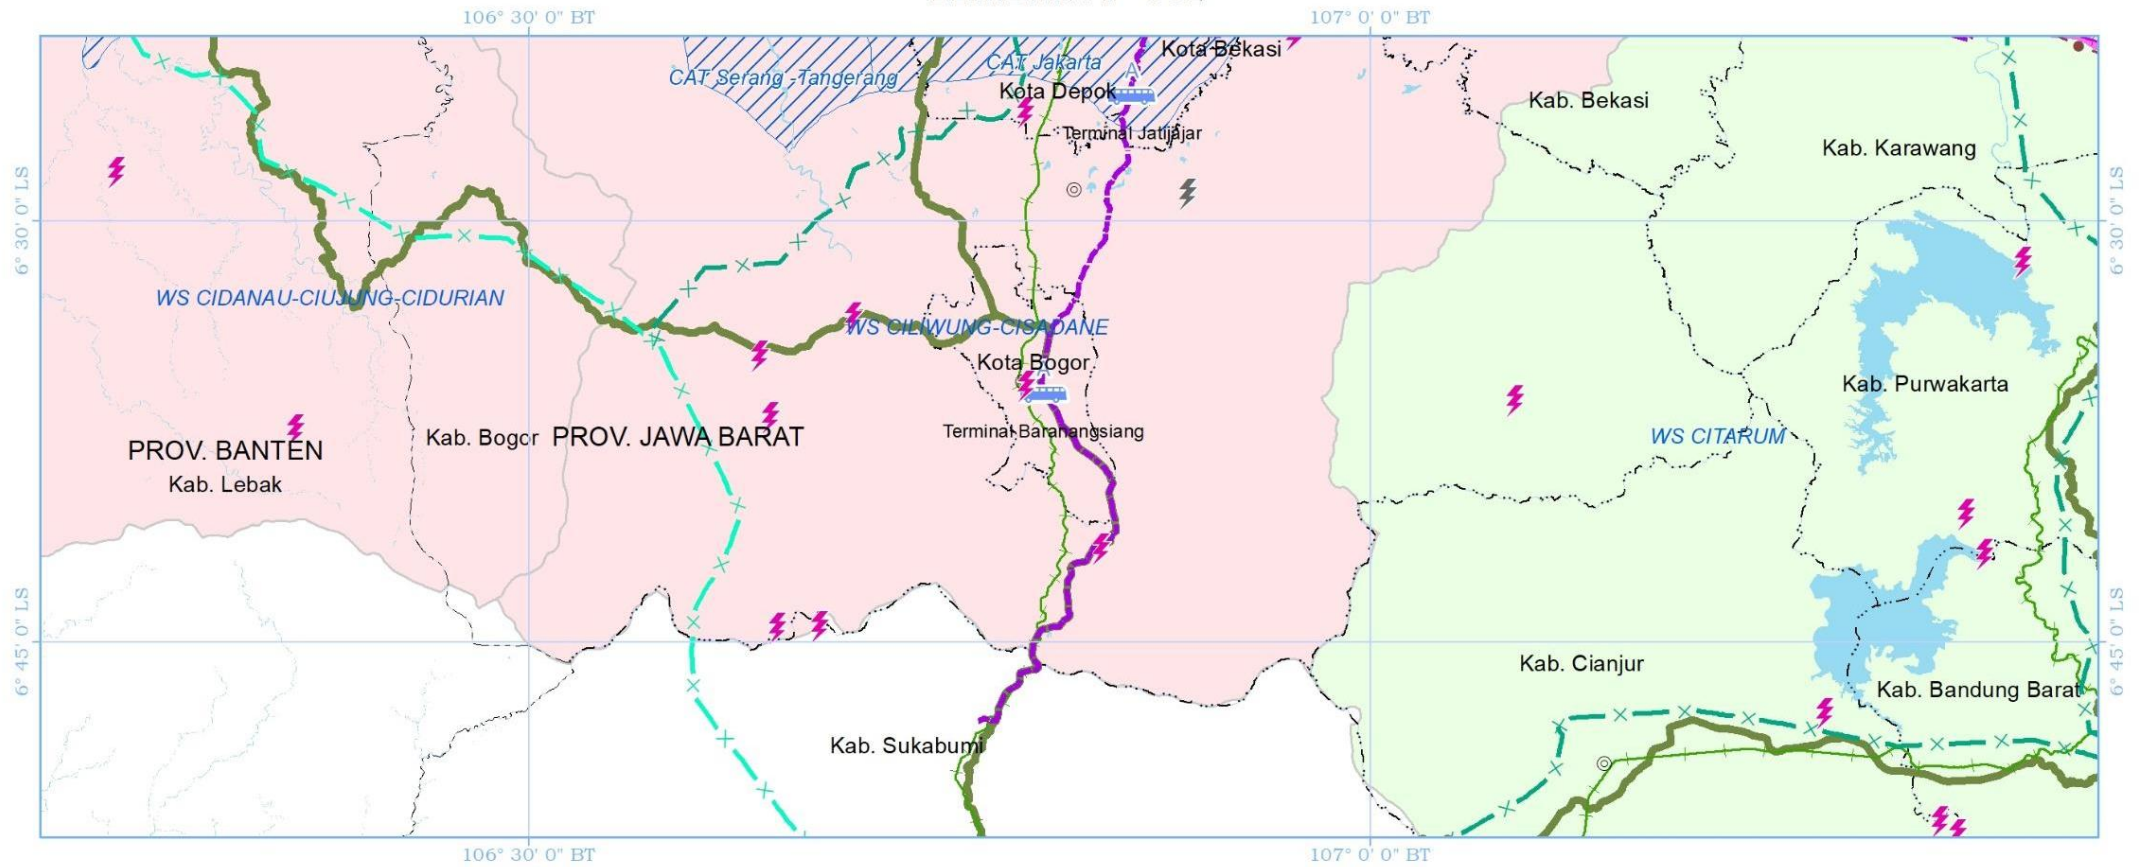 106° 30' 0" BT
107° 0' 0" BT
Kota Bekasi
CAT Jakarta
CAT Serang -Tangerang
Kota Depok
A
Kab. Bekasi
Terminal Jatijajar
Kab. Karawang
6° 30' 0" LS
6° 30' 0" LS
WS CIDANAU-CIUJUNG-CIDURIAN
WS CILIWUNG-CISADANE
Kota Bogor
A
Kab. Purwakarta
Terminal Baranangsiang
WS CITARUM
PROV. BANTEN
Kab. Bogor
PROV. JAWA BARAT
Kab. Lebak
6° 45' 0" LS
6° 45' 0" LS
Kab. Cianjur
Kab. Bandung Barat
Kab. Sukabumi
106° 30' 0" BT
107° 0' 0" BT